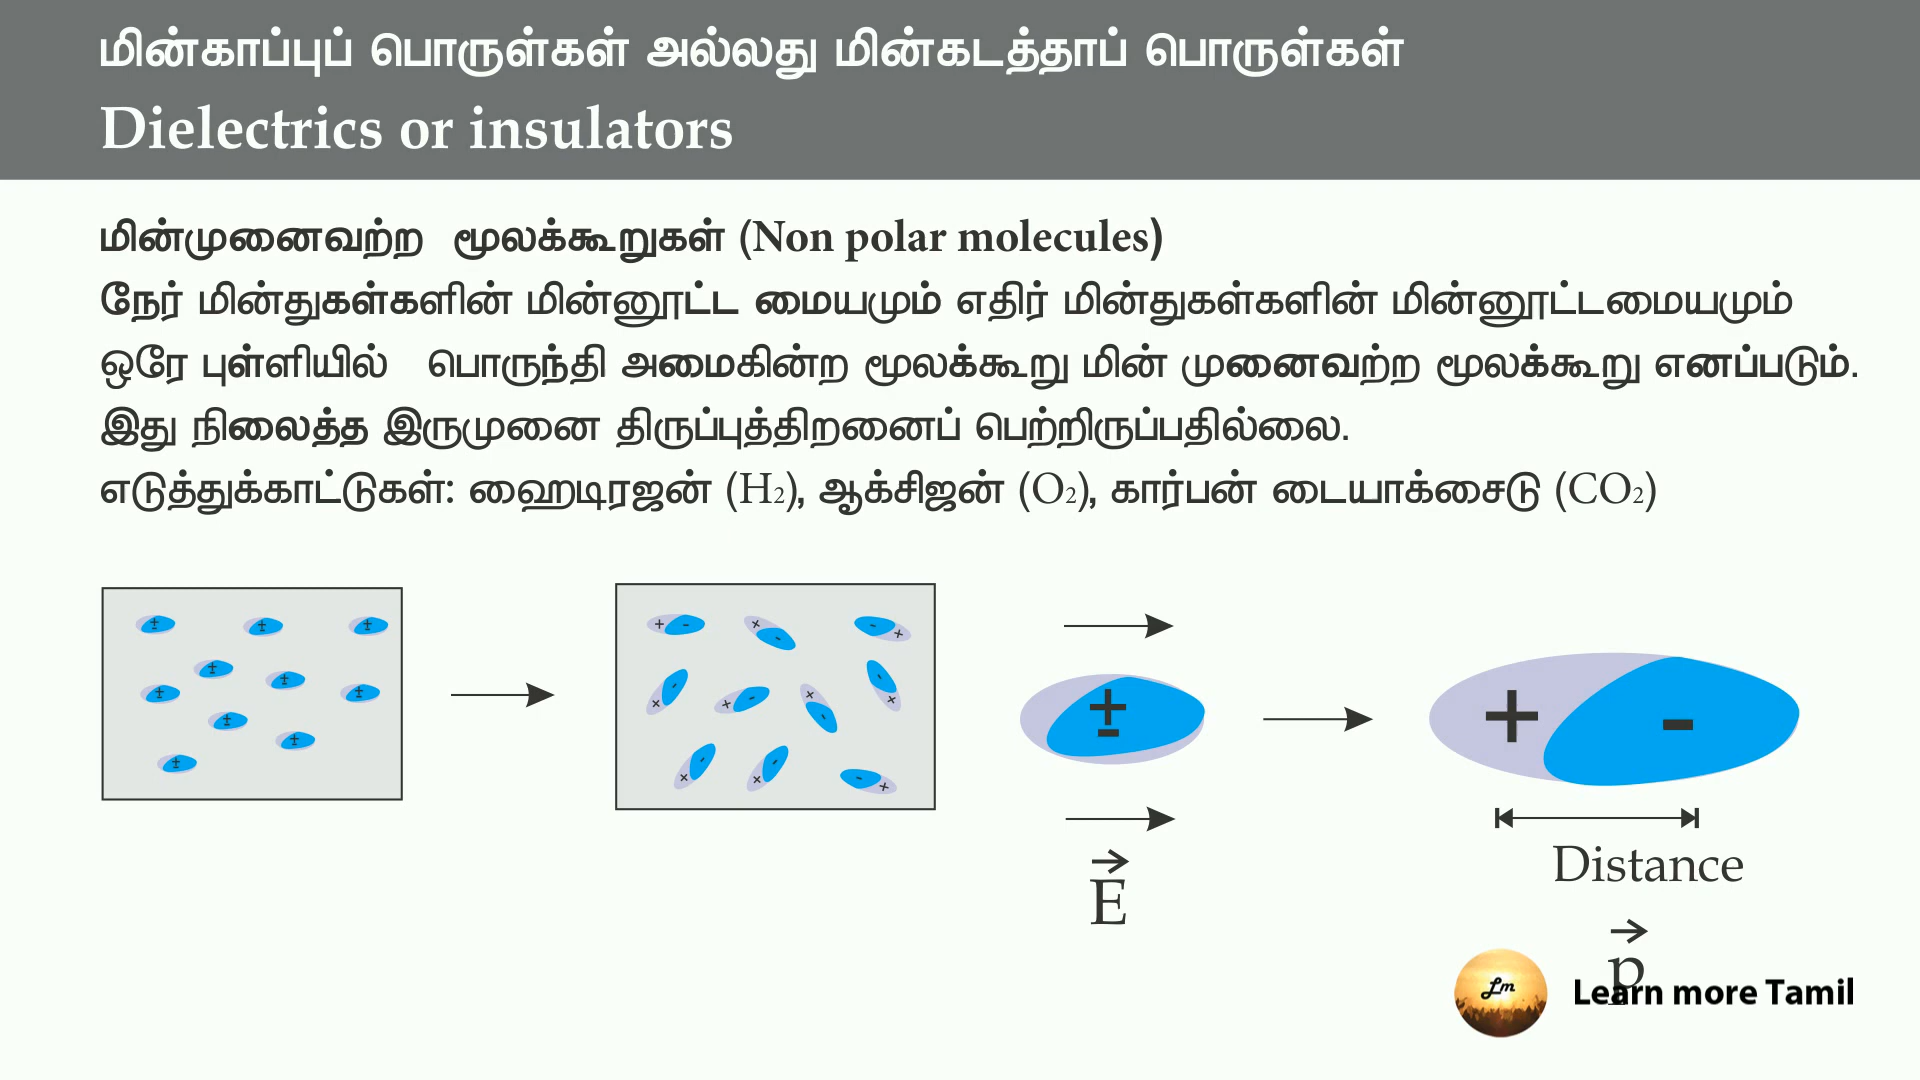 மின்காப்புப் பொருள்கள் அல்லது மின்கடத்தாப் பொருள்கள்
Dielectrics or insulators
மின்முனைவற்ற மூலக்கூறுகள் (Non polar molecules)
நேர் மின்துகள்களின் மின்னூட்ட மையமும் எதிர் மின்துகள்களின் மின்னூட்டமையமும்
ஒரே புள்ளியில் பொருந்தி அமைகின்ற மூலக்கூறு மின் முனைவற்ற மூலக்கூறு எனப்படும்.
இது நிலைத்த இருமுனை திருப்புத்திறனைப் பெற்றிருப்பதில்லை.
எடுத்துக்காட்டுகள்: ஹைடிரஜன் (H₂), ஆக்சிஜன் (O₂), கார்பன் டையாக்சைடு (CO₂)
±
+ -
E⃗
Distance
p⃗
Lm Learn more Tamil